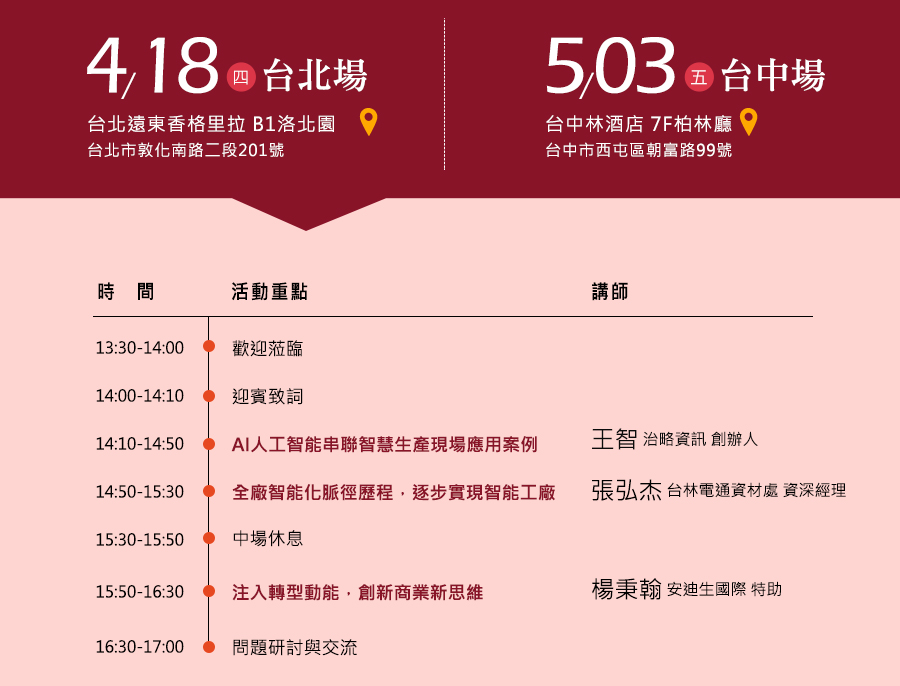 4/18 四 台北場
台北遠東香格里拉 B1洛北園
台北市敦化南路二段201號
5/03 五 台中場
台中林酒店 7F柏林廳
台中市西屯區朝富路99號
時 間 活動重點 講師
13:30-14:00 歡迎蒞臨
14:00-14:10 迎賓致詞
14:10-14:50 AI人工智能串聯智慧生產現場應用案例 王智 治略資訊 創辦人
14:50-15:30 全廠智能化脈徑歷程，逐步實現智能工廠 張弘杰 台林電通資材處 資深經理
15:30-15:50 中場休息
15:50-16:30 注入轉型動能，創新商業新思維 楊秉翰 安迪生國際 特助
16:30-17:00 問題研討與交流